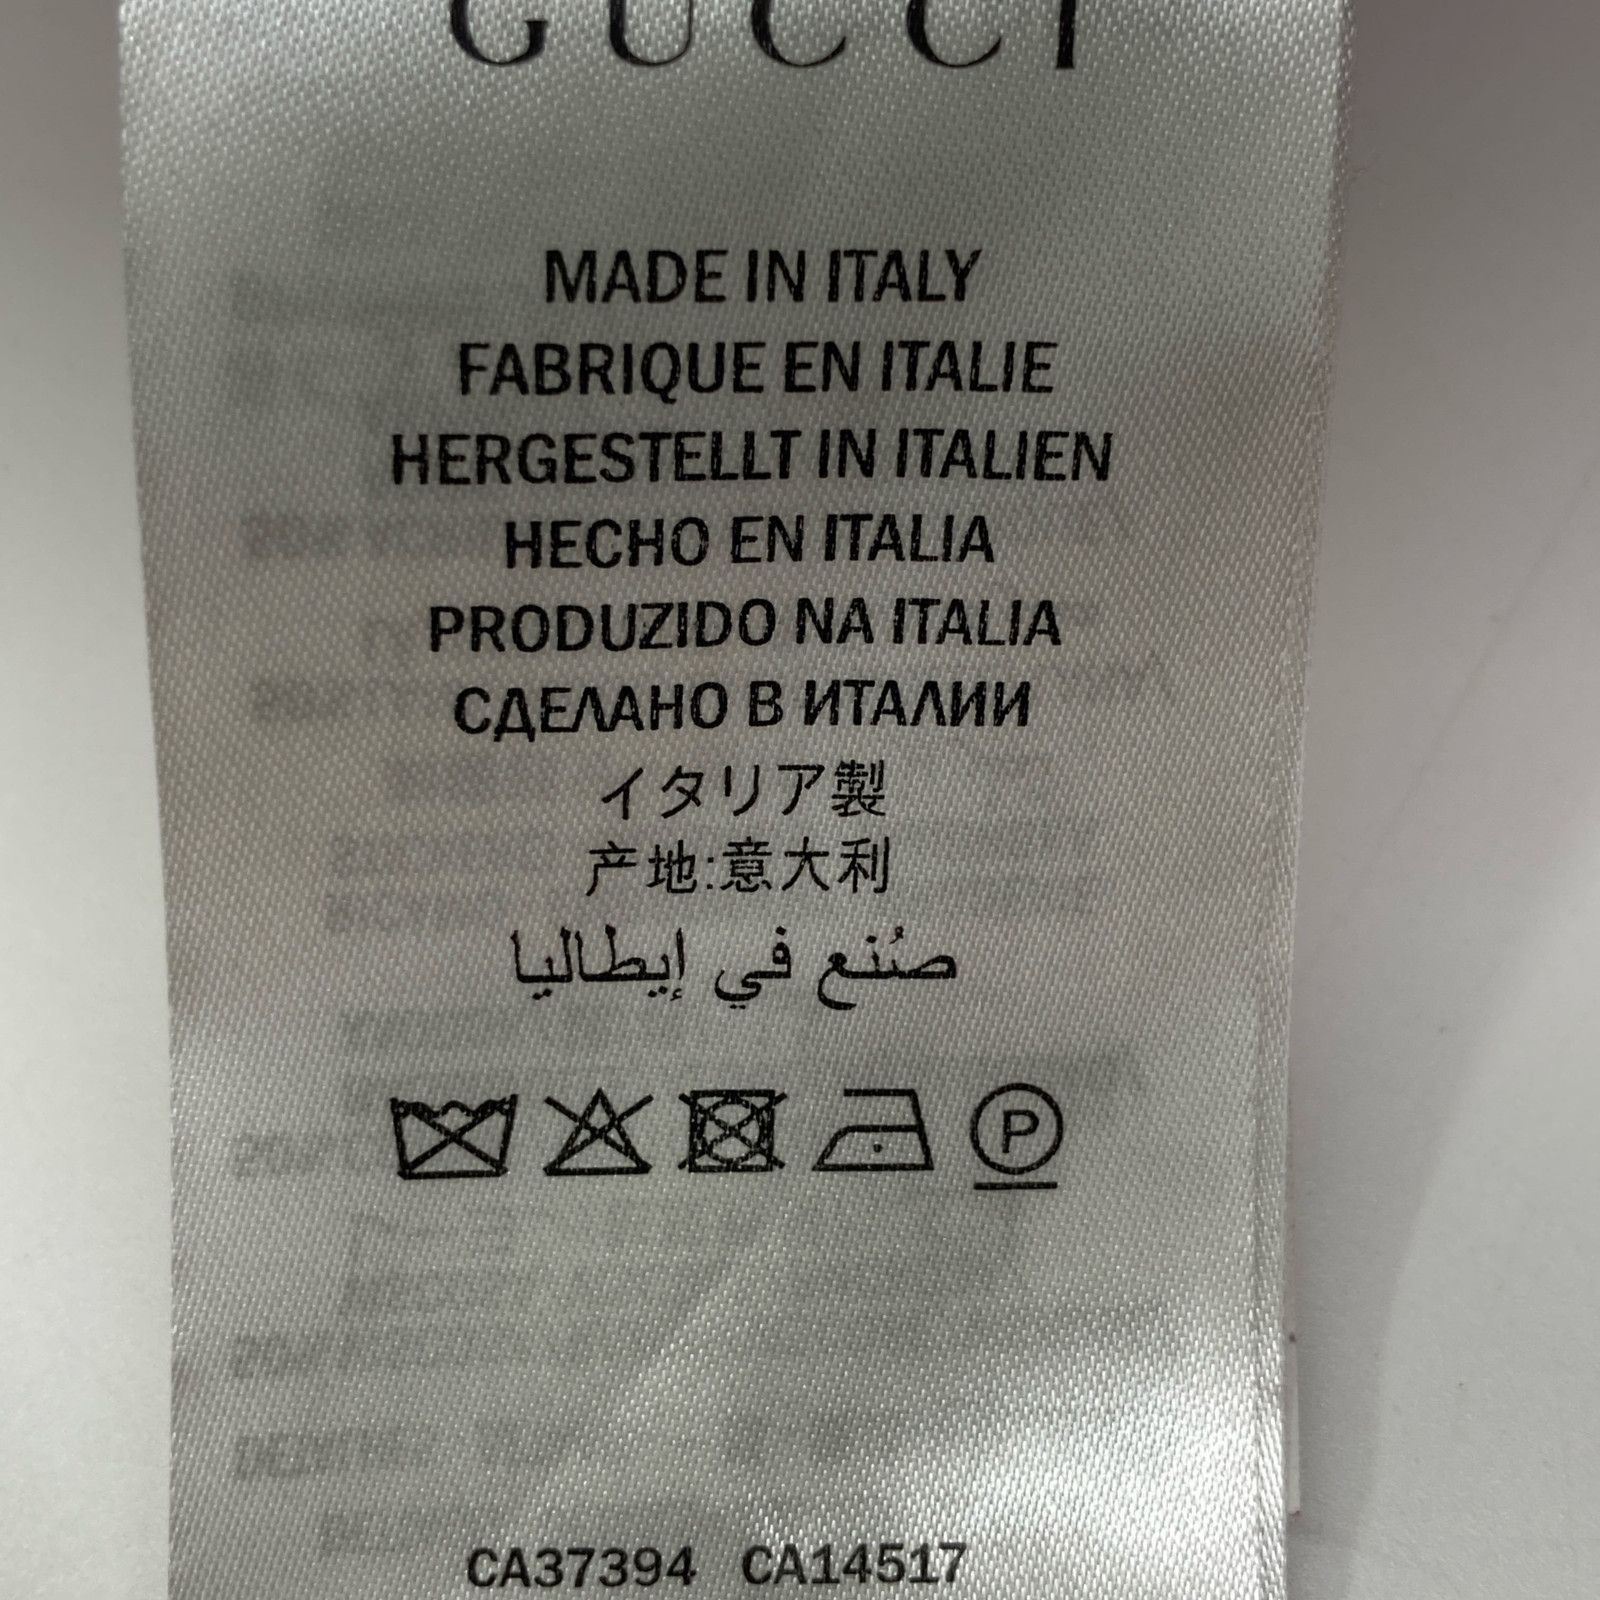 GUCCI
MADE IN ITALY
FABRIQUE EN ITALIE
HERGESTELLT IN ITALIEN
HECHO EN ITALIA
PRODUZIDO NA ITALIA
СДЕЛАНО В ИТАЛИИ
イタリア製
产地:意大利
صُنع في إيطاليا
P
CA37394 CA14517